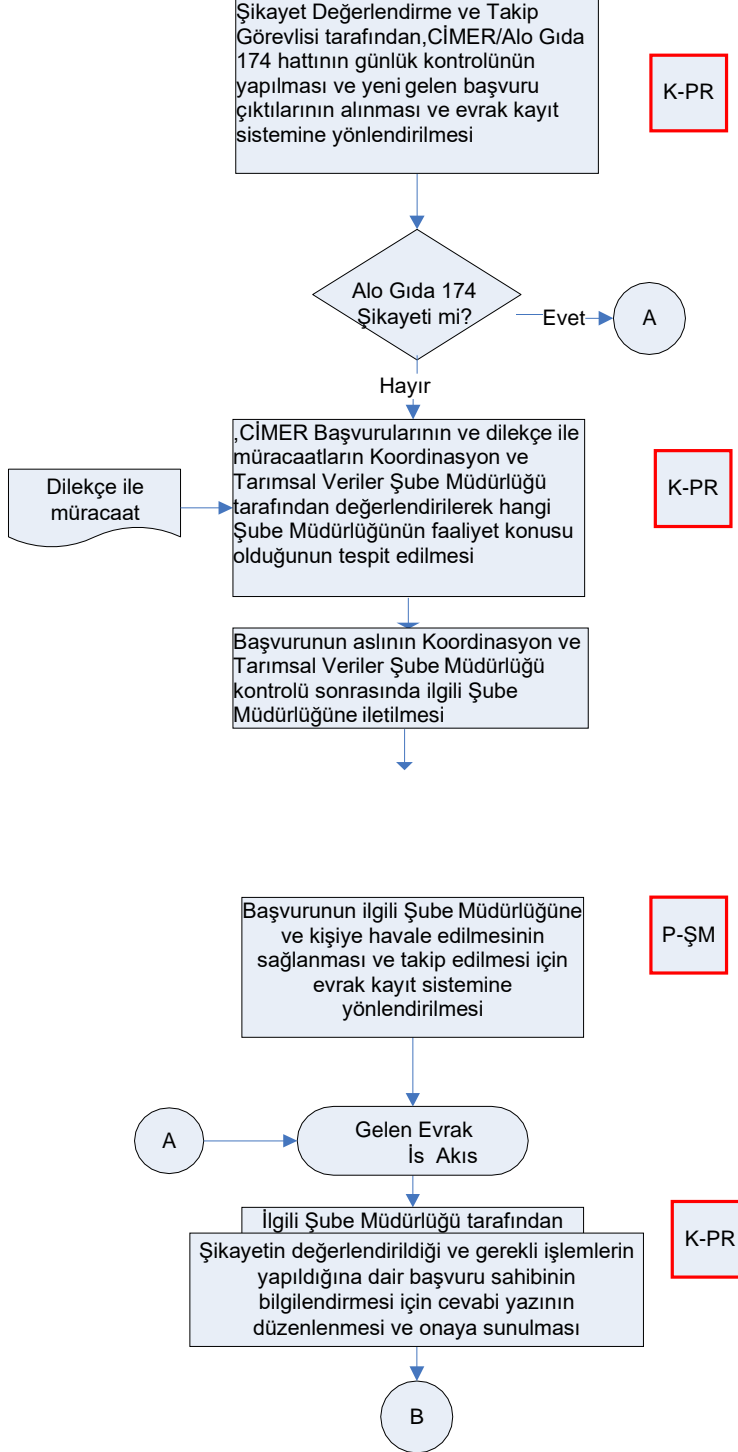 Şikayet Değerlendirme ve Takip
Görevlisi tarafından,CİMER/Alo Gıda
174 hattının günlük kontrolünün
yapılması ve yeni gelen başvuru
çıktılarının alınması ve evrak kayıt
sistemine yönlendirilmesi
K-PR
Alo Gıda 174
Şikayeti mi?
Evet
A
Hayır
Dilekçe ile
müracaat
,CİMER Başvurularının ve dilekçe ile
müracaatların Koordinasyon ve
Tarımsal Veriler Şube Müdürlüğü
tarafından değerlendirilerek hangi
Şube Müdürlüğünün faaliyet konusu
olduğunun tespit edilmesi
K-PR
Başvurunun aslının Koordinasyon ve
Tarımsal Veriler Şube Müdürlüğü
kontrolü sonrasında ilgili Şube
Müdürlüğüne iletilmesi
Başvurunun ilgili Şube Müdürlüğüne
ve kişiye havale edilmesinin
sağlanması ve takip edilmesi için
evrak kayıt sistemine
yönlendirilmesi
P-ŞM
A
Gelen Evrak
İs Akıs
İlgili Şube Müdürlüğü tarafından
Şikayetin değerlendirildiği ve gerekli işlemlerin
yapıldığına dair başvuru sahibinin
bilgilendirmesi için cevabi yazının
düzenlenmesi ve onaya sunulması
K-PR
B